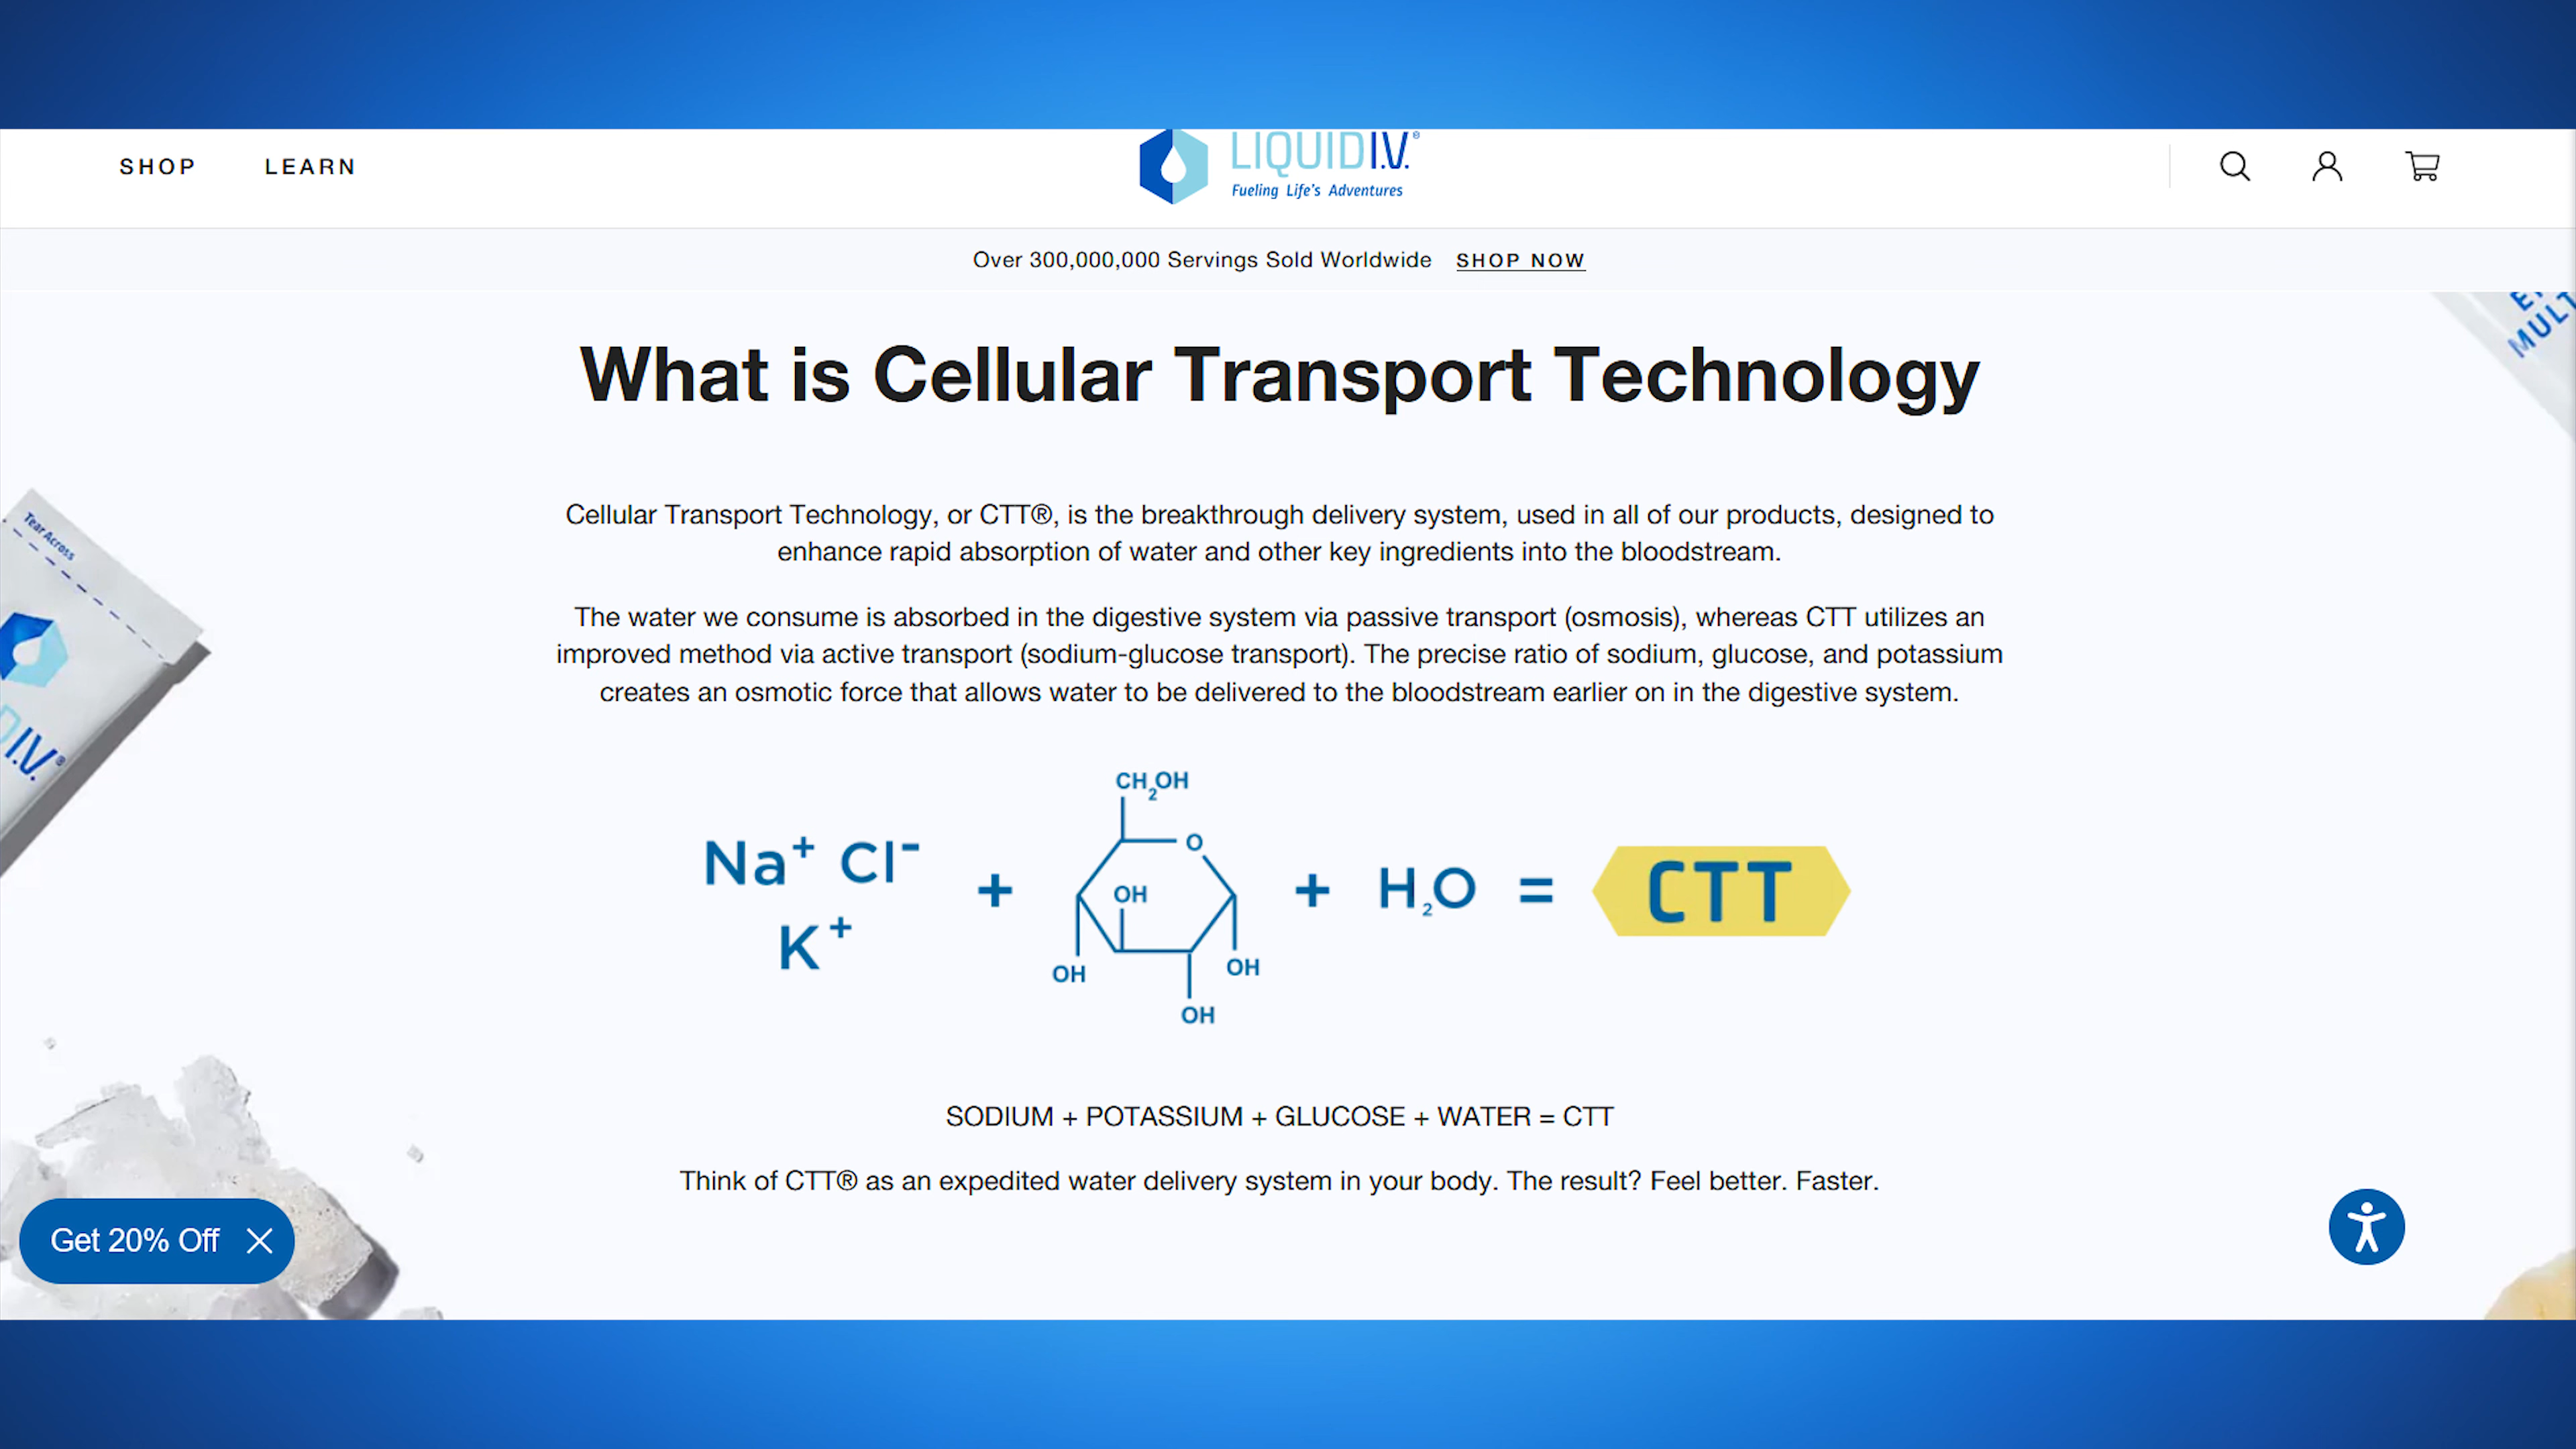 SHOP LEARN
LIQUID I.V.®
Fueling Life's Adventures
Over 300,000,000 Servings Sold Worldwide SHOP NOW
MULT
What is Cellular Transport Technology
Tear Across
Cellular Transport Technology, or CTT®, is the breakthrough delivery system, used in all of our products, designed to
enhance rapid absorption of water and other key ingredients into the bloodstream.
The water we consume is absorbed in the digestive system via passive transport (osmosis), whereas CTT utilizes an
improved method via active transport (sodium-glucose transport). The precise ratio of sodium, glucose, and potassium
creates an osmotic force that allows water to be delivered to the bloodstream earlier on in the digestive system.
DI.V.®
Na⁺ Cl⁻
K⁺
+
CH₂OH
O
OH
OH
OH
OH
+ H₂O = CTT
SODIUM + POTASSIUM + GLUCOSE + WATER = CTT
Think of CTT® as an expedited water delivery system in your body. The result? Feel better. Faster.
Get 20% Off